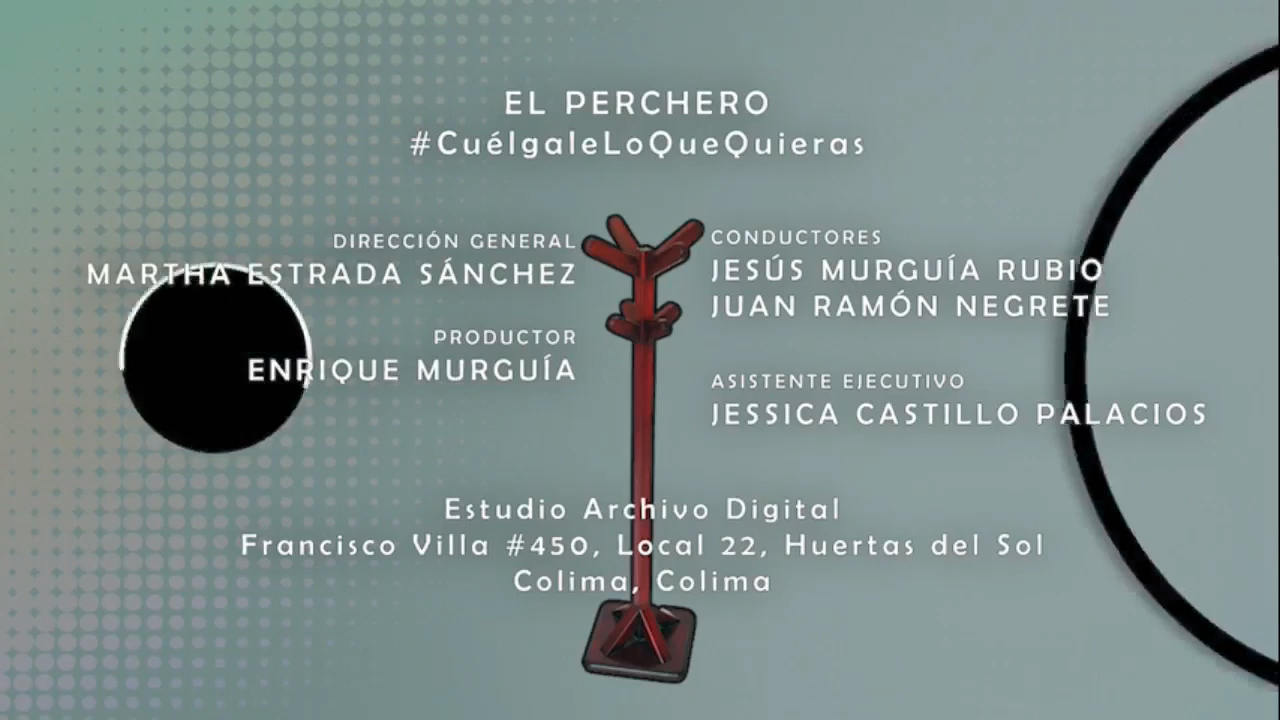 EL PERCHERO
#CuélgaleLoQueQuieras
DIRECCIÓN GENERAL
MARTHA ESTRADA SÁNCHEZ
PRODUCTOR
ENRIQUE MURGUÍA
CONDUCTORES
JESÚS MURGUÍA RUBIO
JUAN RAMÓN NEGRETE
ASISTENTE EJECUTIVO
JESSICA CASTILLO PALACIOS
Estudio Archivo Digital
Francisco Villa #450, Local 22, Huertas del Sol
Colima, Colima